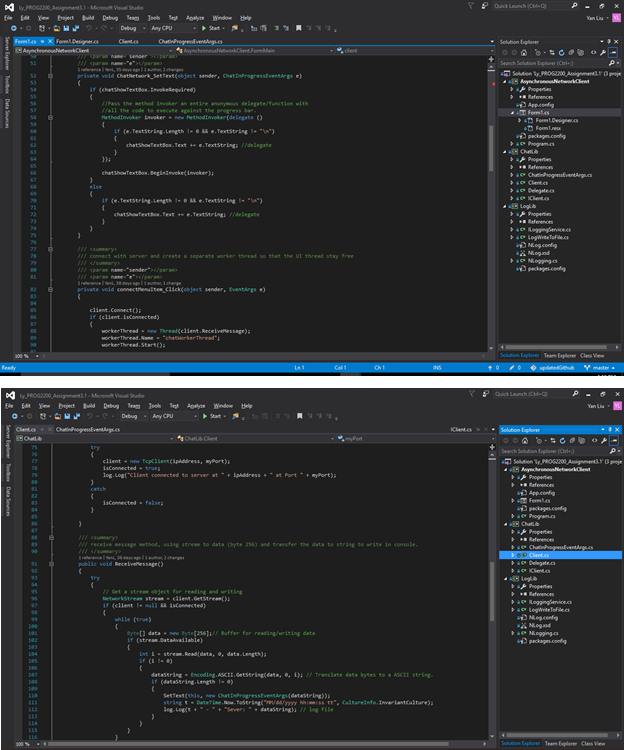 Ly_PROG2200_Assignment3.1 - Microsoft Visual Studio
Quick Launch (Ctrl+Q)
File Edit View Project Build Debug Team Tools Test Analyze Window Help
Yan Liu YL
Debug Any CPU Start
Form1.cs Form1.Designer.cs Client.cs ChatInProgressEventArgs.cs
AsynchronousNetworkClient AsynchronousNetworkClient.FormMain client
Server Explorer
Toolbox
Data Sources
50 /// <param name="sender"></param>
51 /// <param name="e"></param>
1 reference | Yeni, 35 days ago | 1 author, 1 change
52 private void ChatNetwork_SetText(object sender, ChatInProgressEventArgs e)
53 {
54 if (chatShowTextBox.InvokeRequired)
55 {
56 //Pass the method invoker an entire anonymous delegate/function with
57 //all the code to execute against the progress bar.
58 MethodInvoker invoker = new MethodInvoker(delegate ()
59 {
60 if (e.TextString.Length != 0 && e.TextString != "\n")
61 {
62 chatShowTextBox.Text += e.TextString; //delegate
63 }
64 });
65
66 chatShowTextBox.BeginInvoke(invoker);
67 }
68 else
69 {
70 if (e.TextString.Length != 0 && e.TextString != "\n")
71 {
72 chatShowTextBox.Text += e.TextString; //delegate
73 }
74 }
75 }
76
77 /// <summary>
78 /// connect with server and create a separate worker thread so that the UI thread stay free
79 /// </summary>
80 /// <param name="sender"></param>
81 /// <param name="e"></param>
1 reference | Yeni, 38 days ago | 1 author, 1 change
82 private void connectMenuItem_Click(object sender, EventArgs e)
83 {
84
85 client.Connect();
86 if (client.isConnected)
87 {
88 workerThread = new Thread(client.ReceiveMessage);
89 workerThread.Name = "chatWorkerThread";
90 workerThread.Start();
100 %
Solution Explorer
Search Solution Explorer (Ctrl+;)
Solution 'Ly_PROG2200_Assignment3.1' (3 proje
AsynchronousNetworkClient
Properties
References
App.config
Form1.cs
Form1.Designer.cs
Form1.resx
packages.config
Program.cs
ChatLib
Properties
References
ChatInProgressEventArgs.cs
Client.cs
Delegate.cs
IClient.cs
LogLib
Properties
References
ILoggingService.cs
LogWriteToFile.cs
NLog.config
NLog.xsd
NLogging.cs
packages.config
Solution Explorer Team Explorer Class View
Ready Ln 1 Col 1 Ch 1 INS 0 0 updatedGithub master
Ly_PROG2200_Assignment3.1 - Microsoft Visual Studio
Quick Launch (Ctrl+Q)
File Edit View Project Build Debug Team Tools Test Analyze Window Help
Yan Liu YL
Debug Any CPU Start
Client.cs ChatInProgressEventArgs.cs IClient.cs
ChatLib ChatLib.Client myPort
Server Explorer
Toolbox
Data Sources
75 try
76 {
77 client = new TcpClient(ipAddress, myPort);
78 isConnected = true;
79 log.Log("Client connected to server at " + ipAddress + " at Port " + myPort);
80 }
81 catch
82 {
83 isConnected = false;
84 }
85
86 }
87
88 /// <summary>
89 /// receive message method, using stream to data (byte 256) and transfer the data to string to write in console.
90 /// </summary>
1 reference | Yeni, 36 days ago | 1 author, 2 changes
91 public void ReceiveMessage()
92 {
93 try
94 {
95 // Get a stream object for reading and writing
96 NetworkStream stream = client.GetStream();
97 if (client != null && isConnected)
98 {
99 while (true)
100 {
101 Byte[] data = new Byte[256];// Buffer for reading/writing data
102 if (stream.DataAvailable)
103 {
104 int i = stream.Read(data, 0, data.Length);
105 if (i != 0)
106 {
107 dataString = Encoding.ASCII.GetString(data, 0, i); // Translate data bytes to a ASCII string.
108 if (dataString.Length != 0)
109 {
110 SetText(this, new ChatInProgressEventArgs(dataString));
111 string t = DateTime.Now.ToString("MM/dd/yyyy hh:mm:ss tt", CultureInfo.InvariantCulture);
112 log.Log(t + " - " + "Sever: " + dataString); // log file
113 }
114 }
115 }
116 }
100 %
Solution Explorer
Search Solution Explorer (Ctrl+;)
Solution 'Ly_PROG2200_Assignment3.1' (3 proje
AsynchronousNetworkClient
Properties
References
App.config
Form1.cs
packages.config
Program.cs
ChatLib
Properties
References
ChatInProgressEventArgs.cs
Client.cs
Delegate.cs
IClient.cs
LogLib
Properties
References
ILoggingService.cs
LogWriteToFile.cs
NLog.config
NLog.xsd
NLogging.cs
packages.config
Solution Explorer Team Explorer Class View